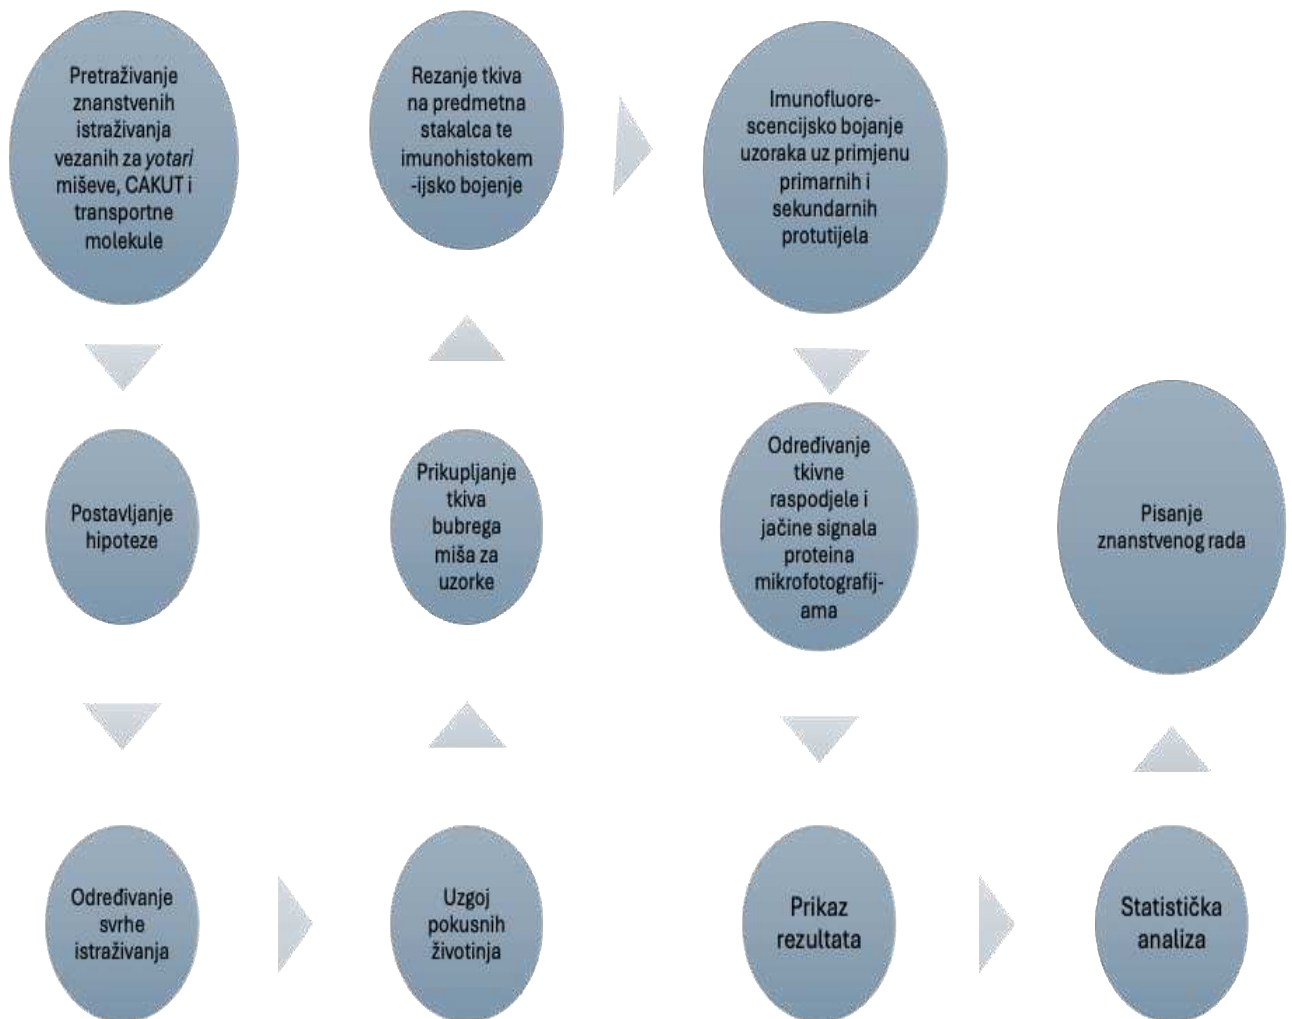 Pretraživanje
znanstvenih
istraživanja
vezanih za yotari
miševe, CAKUT i
transportne
molekule
Postavljanje
hipoteze
Određivanje
svrhe
istraživanja
Uzgoj
pokusnih
životinja
Prikupljanje
tkiva
bubrega
miša za
uzorke
Rezanje tkiva
na predmetna
stakalca te
imunohistokem
-ijsko bojenje
Imunofluore-
scencijsko bojanje
uzoraka uz primjenu
primarnih i
sekundarnih
protutijela
Određivanje
tkivne
raspodjele i
jačine signala
proteina
mikrofotografij-
ama
Prikaz
rezultata
Statistička
analiza
Pisanje
znanstvenog rada